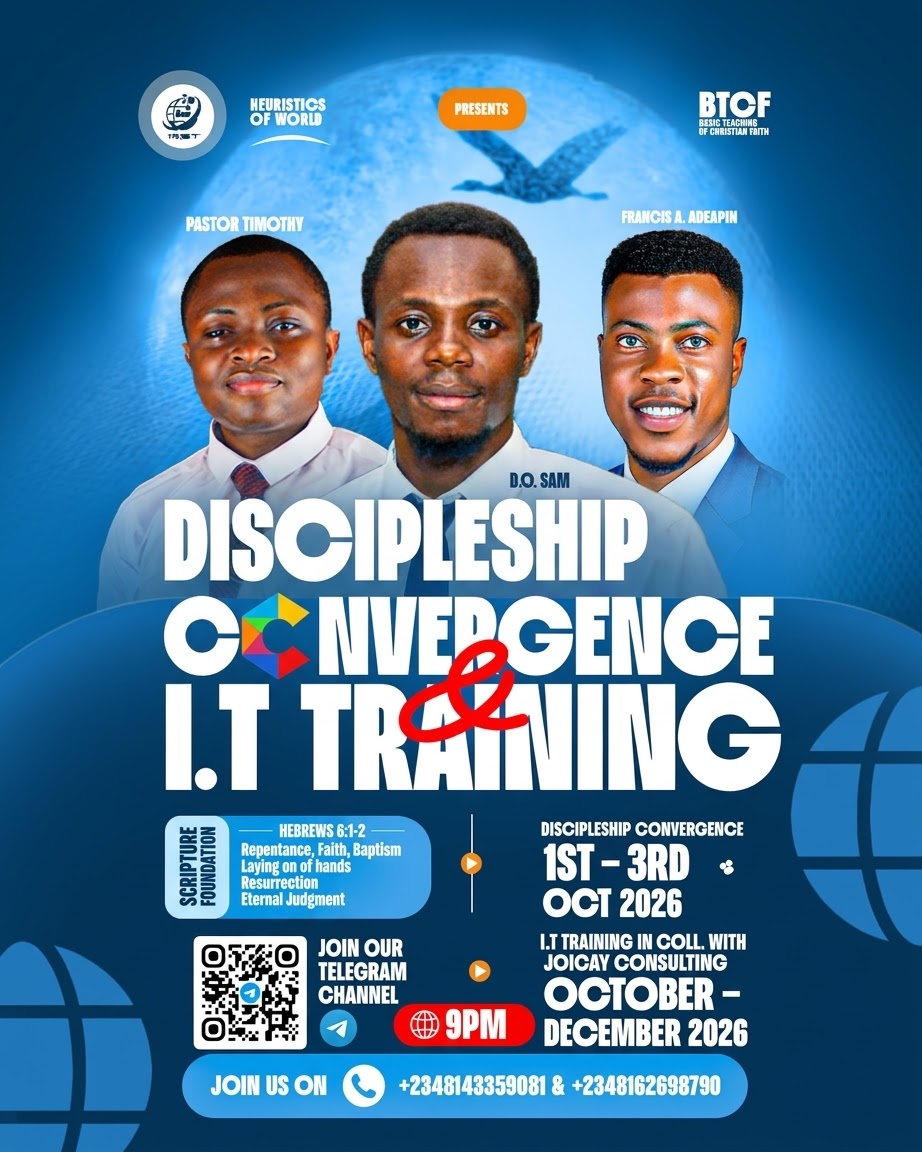 HEURISTICS
OF WORLD
PRESENTS
BTCF
BESIC TEACHING
OF CHRISTIAN FAITH
PASTOR TIMOTHY
FRANCIS A. ADEAPIN
D.O. SAM
DISCIPLESHIP
CONVERGENCE
&
I.T TRAINING
SCRIPTURE
FOUNDATION
HEBREWS 6:1-2
Repentance, Faith, Baptism
Laying on of hands
Resurrection
Eternal Judgment
DISCIPLESHIP CONVERGENCE
1ST – 3RD
OCT 2026
JOIN OUR
TELEGRAM
CHANNEL
I.T TRAINING IN COLL. WITH
JOICAY CONSULTING
OCTOBER –
DECEMBER 2026
9PM
JOIN US ON +2348143359081 & +2348162698790